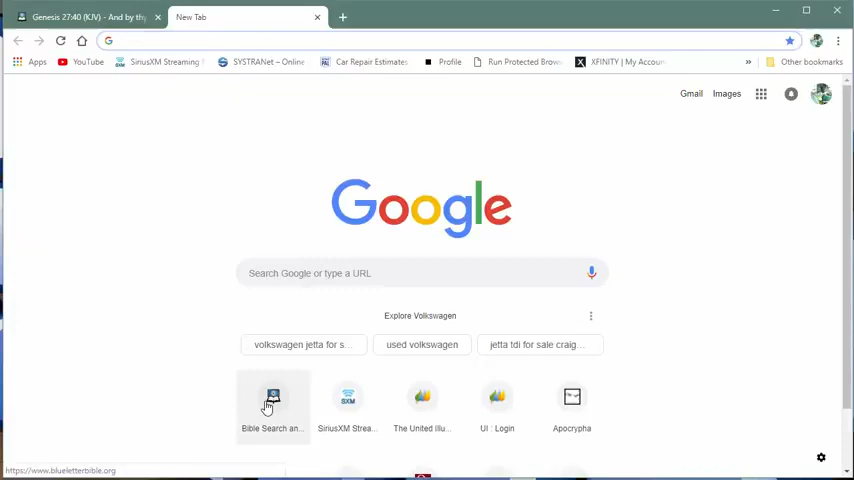 Genesis 27:40 (KJV) - And by thy
New Tab
Apps
YouTube
SiriusXM Streaming
SYSTRANet – Online
Car Repair Estimates
Profile
Run Protected Brow
XFINITY | My Accoun
»
Other bookmarks
Gmail
Images
Google
Search Google or type a URL
Explore Volkswagen
volkswagen jetta for s...
used volkswagen
jetta tdi for sale craig...
SXM
Bible Search an...
SiriusXM Strea...
The United Illu...
UI : Login
Apocrypha
https://www.blueletterbible.org